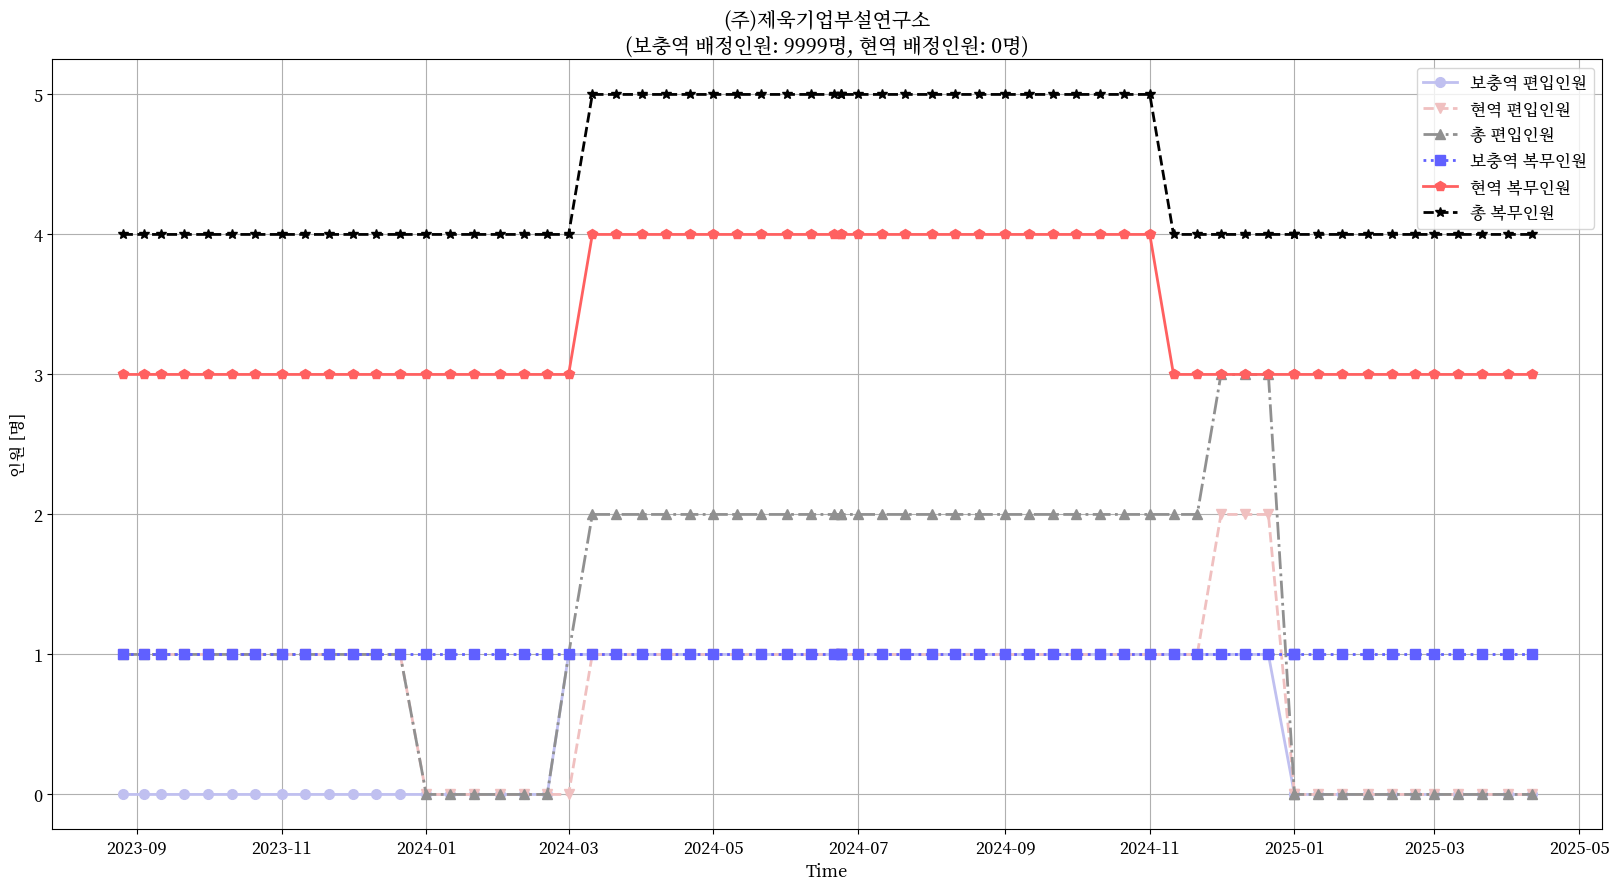 (주)제욱기업부설연구소
(보충역 배정인원: 9999명, 현역 배정인원: 0명)
보충역 편입인원
현역 편입인원
총 편입인원
보충역 복무인원
현역 복무인원
총 복무인원
인원 [명]
5
4
3
2
1
0
2023-09
2023-11
2024-01
2024-03
2024-05
2024-07
2024-09
2024-11
2025-01
2025-03
2025-05
Time